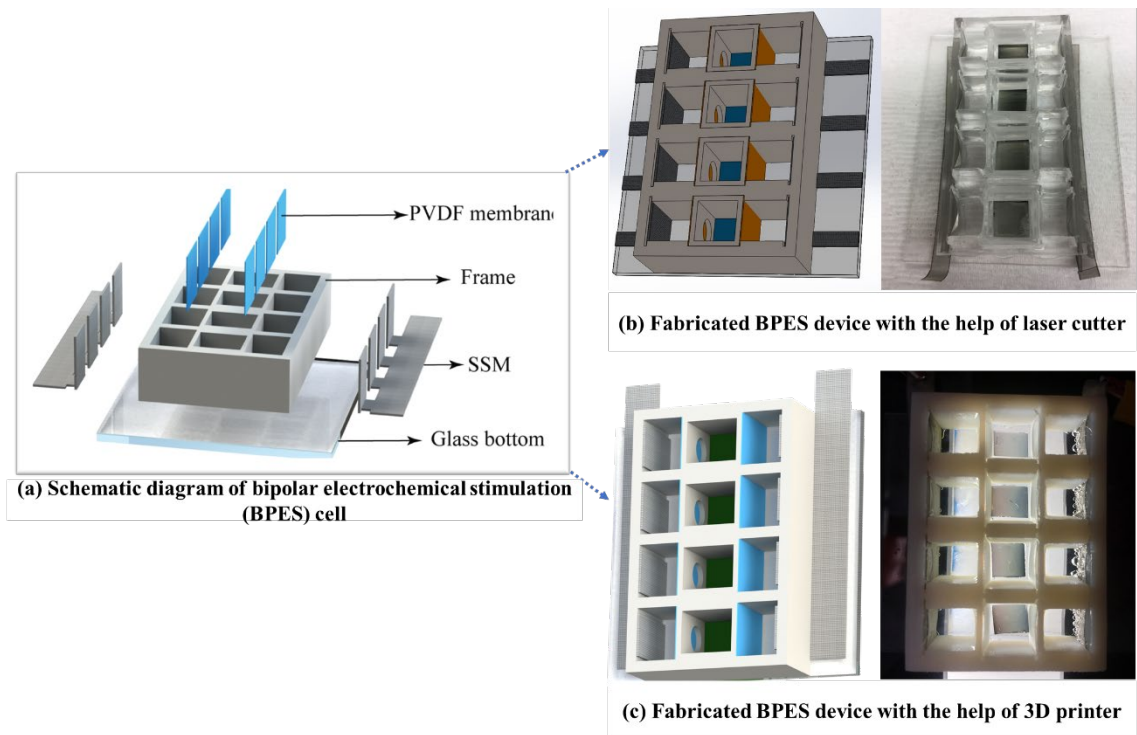 PVDF membrane
Frame
SSM
Glass bottom
(a) Schematic diagram of bipolar electrochemical stimulation
(BPES) cell
(b) Fabricated BPES device with the help of laser cutter
(c) Fabricated BPES device with the help of 3D printer